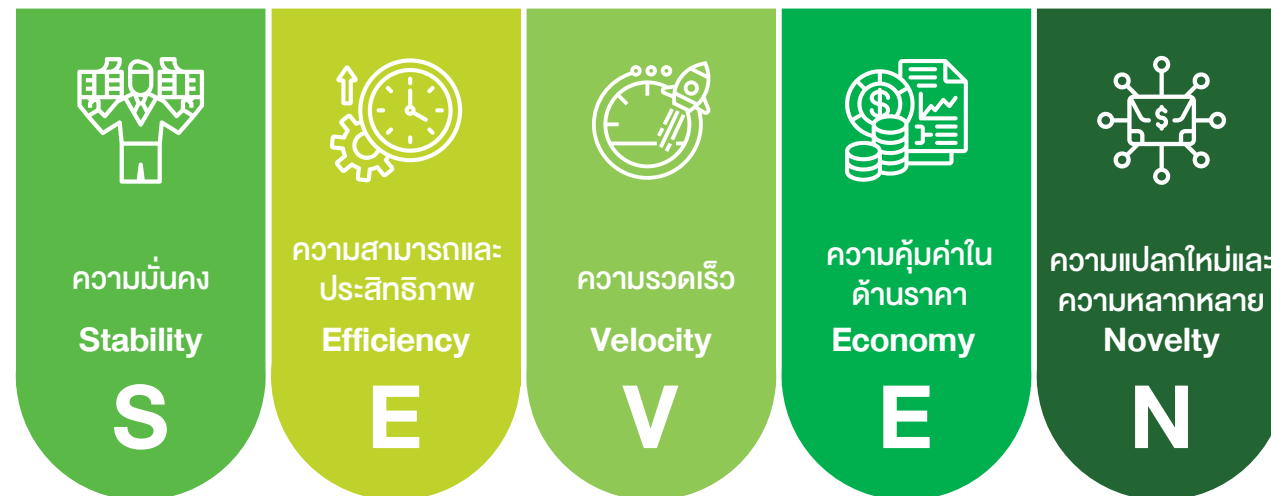 ความมั่นคง
Stability
S
ความสามารถและ
ประสิทธิภาพ
Efficiency
E
ความรวดเร็ว
Velocity
V
ความคุ้มค่าใน
ด้านราคา
Economy
E
ความแปลกใหม่และ
ความหลากหลาย
Novelty
N